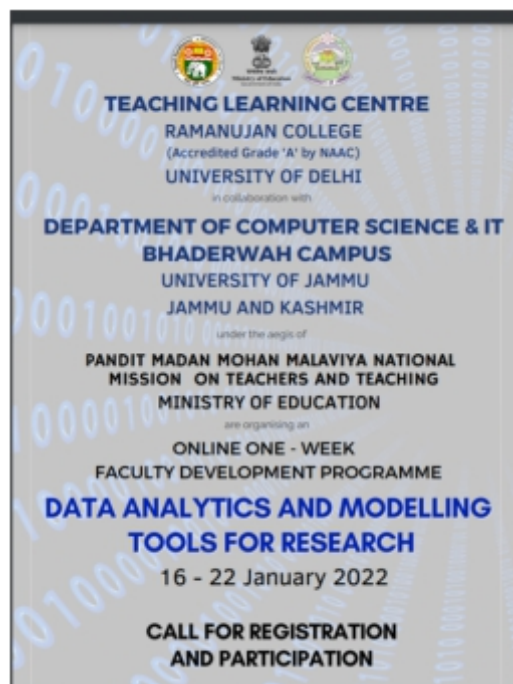 TEACHING LEARNING CENTRE
RAMANUJAN COLLEGE
(Accredited Grade 'A' by NAAC)
UNIVERSITY OF DELHI
in collaboration with
DEPARTMENT OF COMPUTER SCIENCE & IT
BHADERWAH CAMPUS
UNIVERSITY OF JAMMU
JAMMU AND KASHMIR
under the aegis of
PANDIT MADAN MOHAN MALAVIYA NATIONAL
MISSION ON TEACHERS AND TEACHING
MINISTRY OF EDUCATION
are organising an
ONLINE ONE - WEEK
FACULTY DEVELOPMENT PROGRAMME
DATA ANALYTICS AND MODELLING
TOOLS FOR RESEARCH
16 - 22 January 2022
CALL FOR REGISTRATION
AND PARTICIPATION